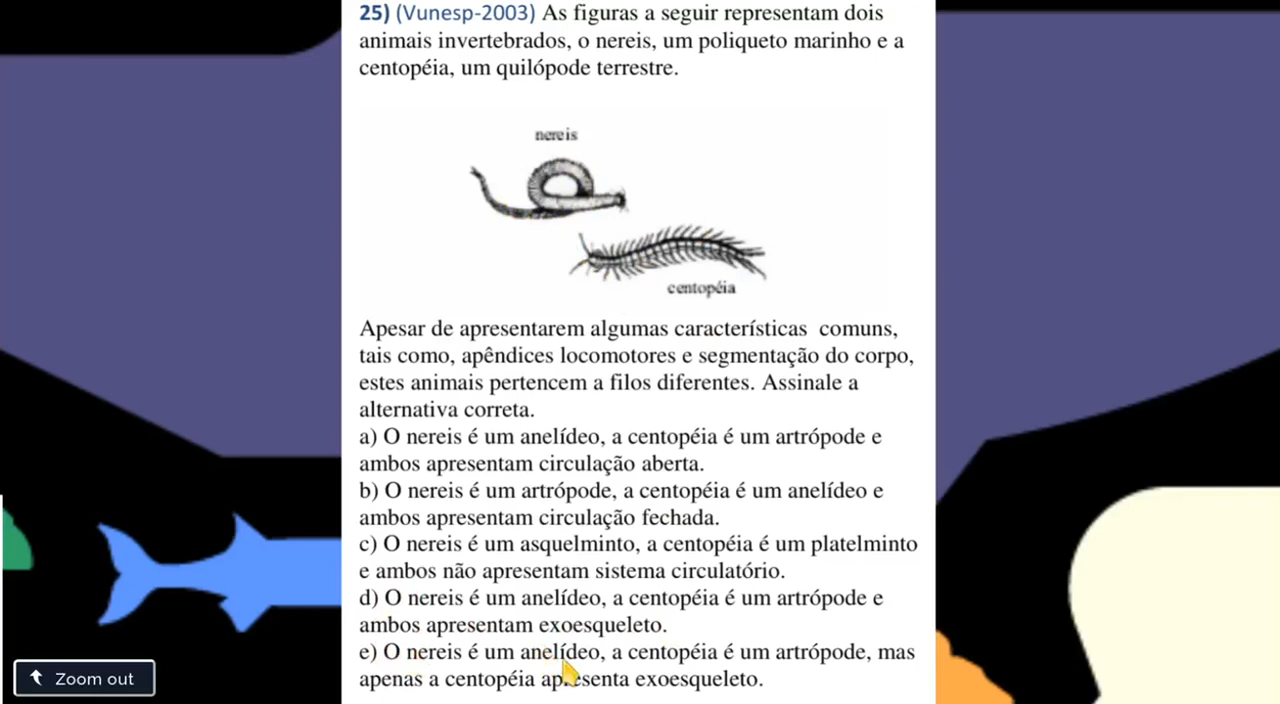 25) (Vunesp-2003) As figuras a seguir representam dois
animais invertebrados, o nereis, um poliqueto marinho e a
centopéia, um quilópode terrestre.
nereis
centopéia
Apesar de apresentarem algumas características comuns,
tais como, apêndices locomotores e segmentação do corpo,
estes animais pertencem a filos diferentes. Assinale a
alternativa correta.
a) O nereis é um anelídeo, a centopéia é um artrópode e
ambos apresentam circulação aberta.
b) O nereis é um artrópode, a centopéia é um anelídeo e
ambos apresentam circulação fechada.
c) O nereis é um asquelminto, a centopéia é um platelminto
e ambos não apresentam sistema circulatório.
d) O nereis é um anelídeo, a centopéia é um artrópode e
ambos apresentam exoesqueleto.
e) O nereis é um anelídeo, a centopéia é um artrópode, mas
apenas a centopéia apresenta exoesqueleto.
Zoom out